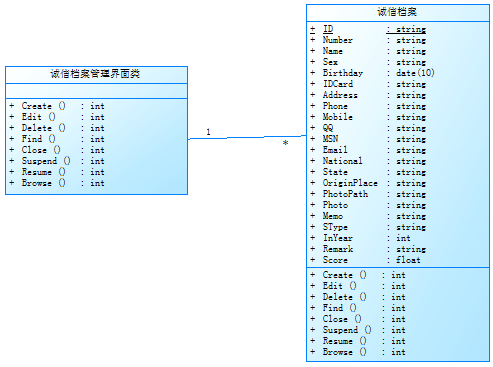 诚信档案管理界面类
+ Create () : int
+ Edit () : int
+ Delete () : int
+ Find () : int
+ Close () : int
+ Suspend () : int
+ Resume () : int
+ Browse () : int
1
*
诚信档案
+ ID : string
+ Number : string
+ Name : string
+ Sex : string
+ Birthday : date(10)
+ IDCard : string
+ Address : string
+ Phone : string
+ Mobile : string
+ QQ : string
+ MSN : string
+ Email : string
+ National : string
+ State : string
+ OriginPlace : string
+ PhotoPath : string
+ Photo : string
+ Memo : string
+ SType : string
+ InYear : int
+ Remark : string
+ Score : float
+ Create () : int
+ Edit () : int
+ Delete () : int
+ Find () : int
+ Close () : int
+ Suspend () : int
+ Resume () : int
+ Browse () : int